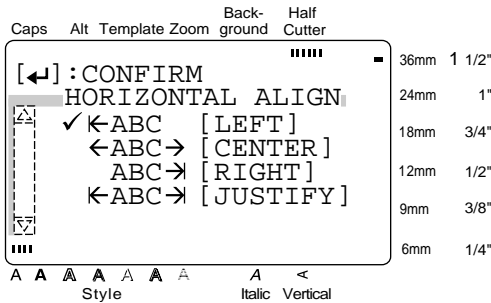 Back- Half
Caps Alt Template Zoom ground Cutter
[↵]:CONFIRM
HORIZONTAL ALIGN
ABC [LEFT]
←ABC→ [CENTER]
ABC→ [RIGHT]
←ABC→ [JUSTIFY]
36mm 1 1/2"
24mm 1"
18mm 3/4"
12mm 1/2"
9mm 3/8"
6mm 1/4"
A A A A A A A A A
Style Italic Vertical